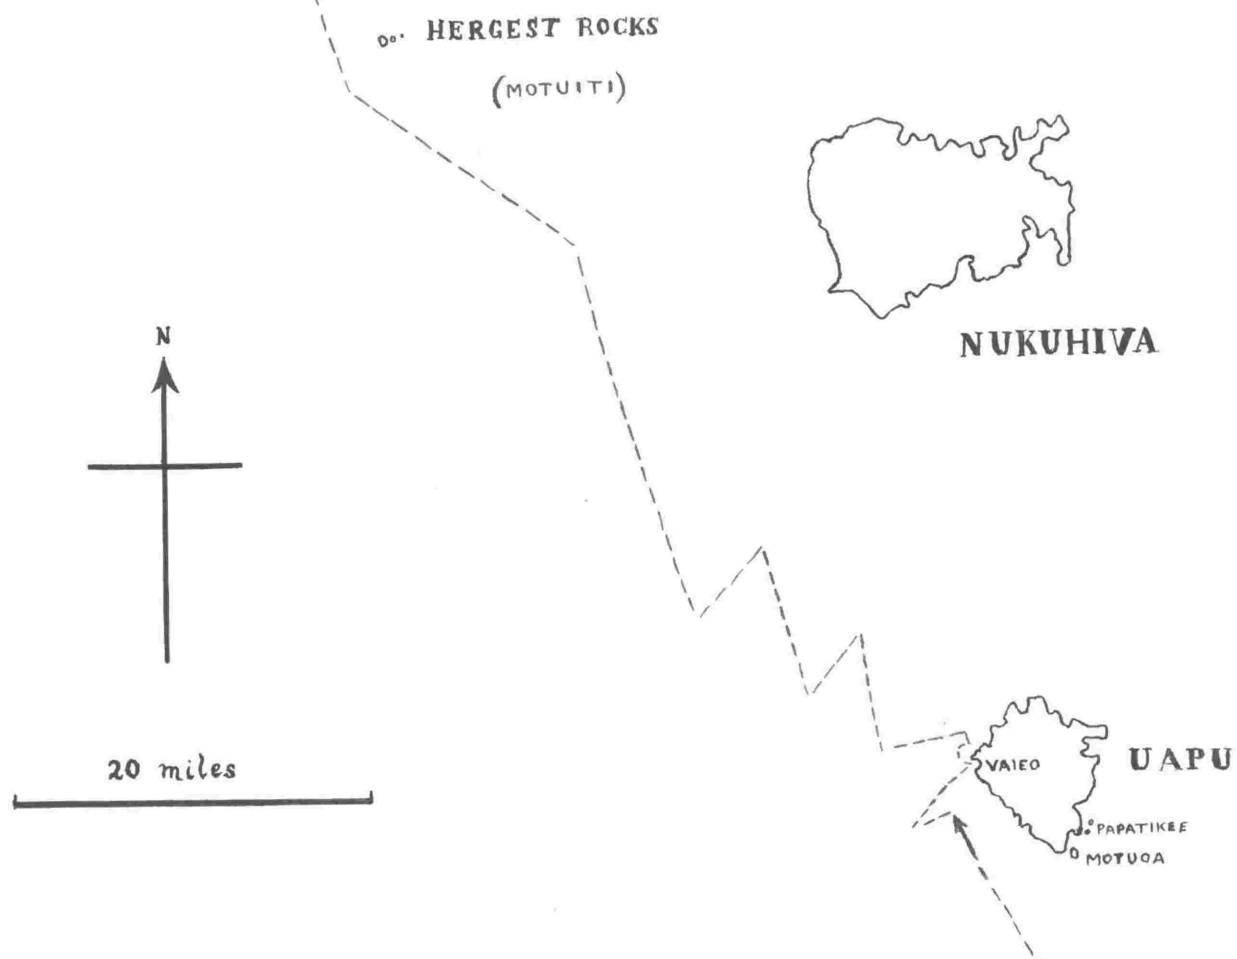 HERGEST ROCKS
(MOTUITI)
NUKUHIVA
N
20 miles
VAIEO
UAPU
PAPATIKEE
MOTUOA